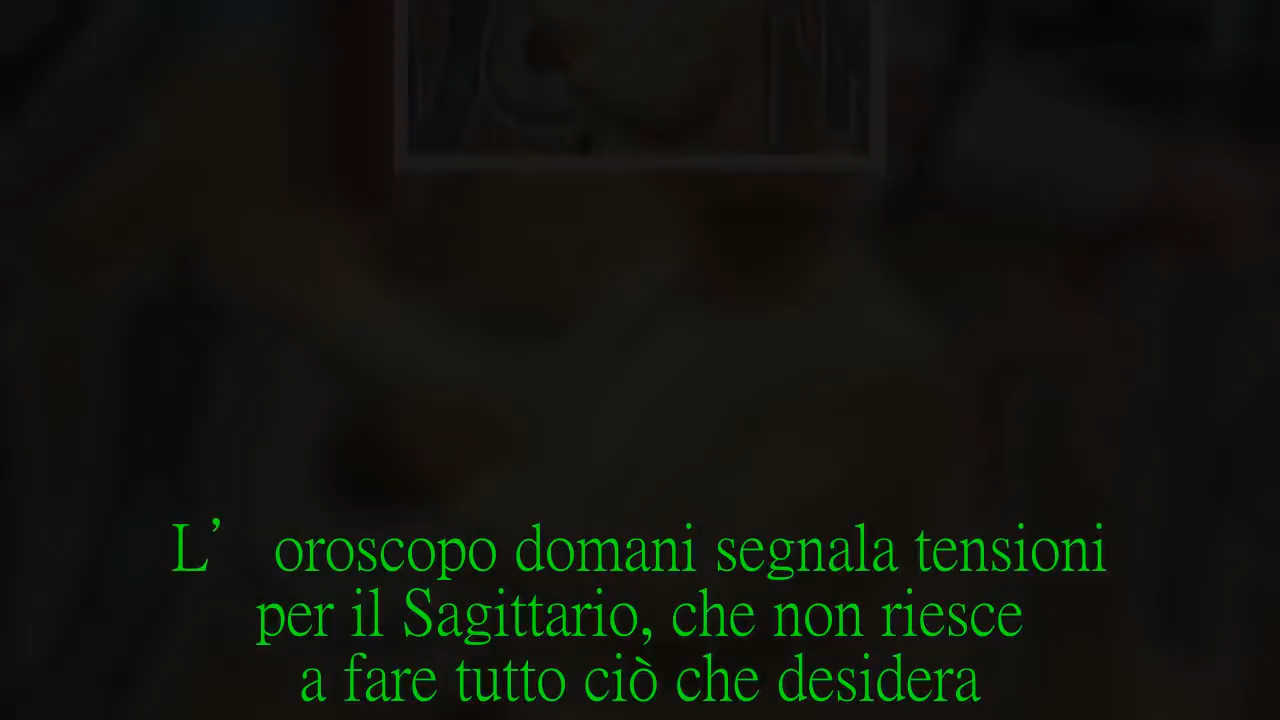 L’ oroscopo domani segnala tensioni
per il Sagittario, che non riesce
a fare tutto ciò che desidera